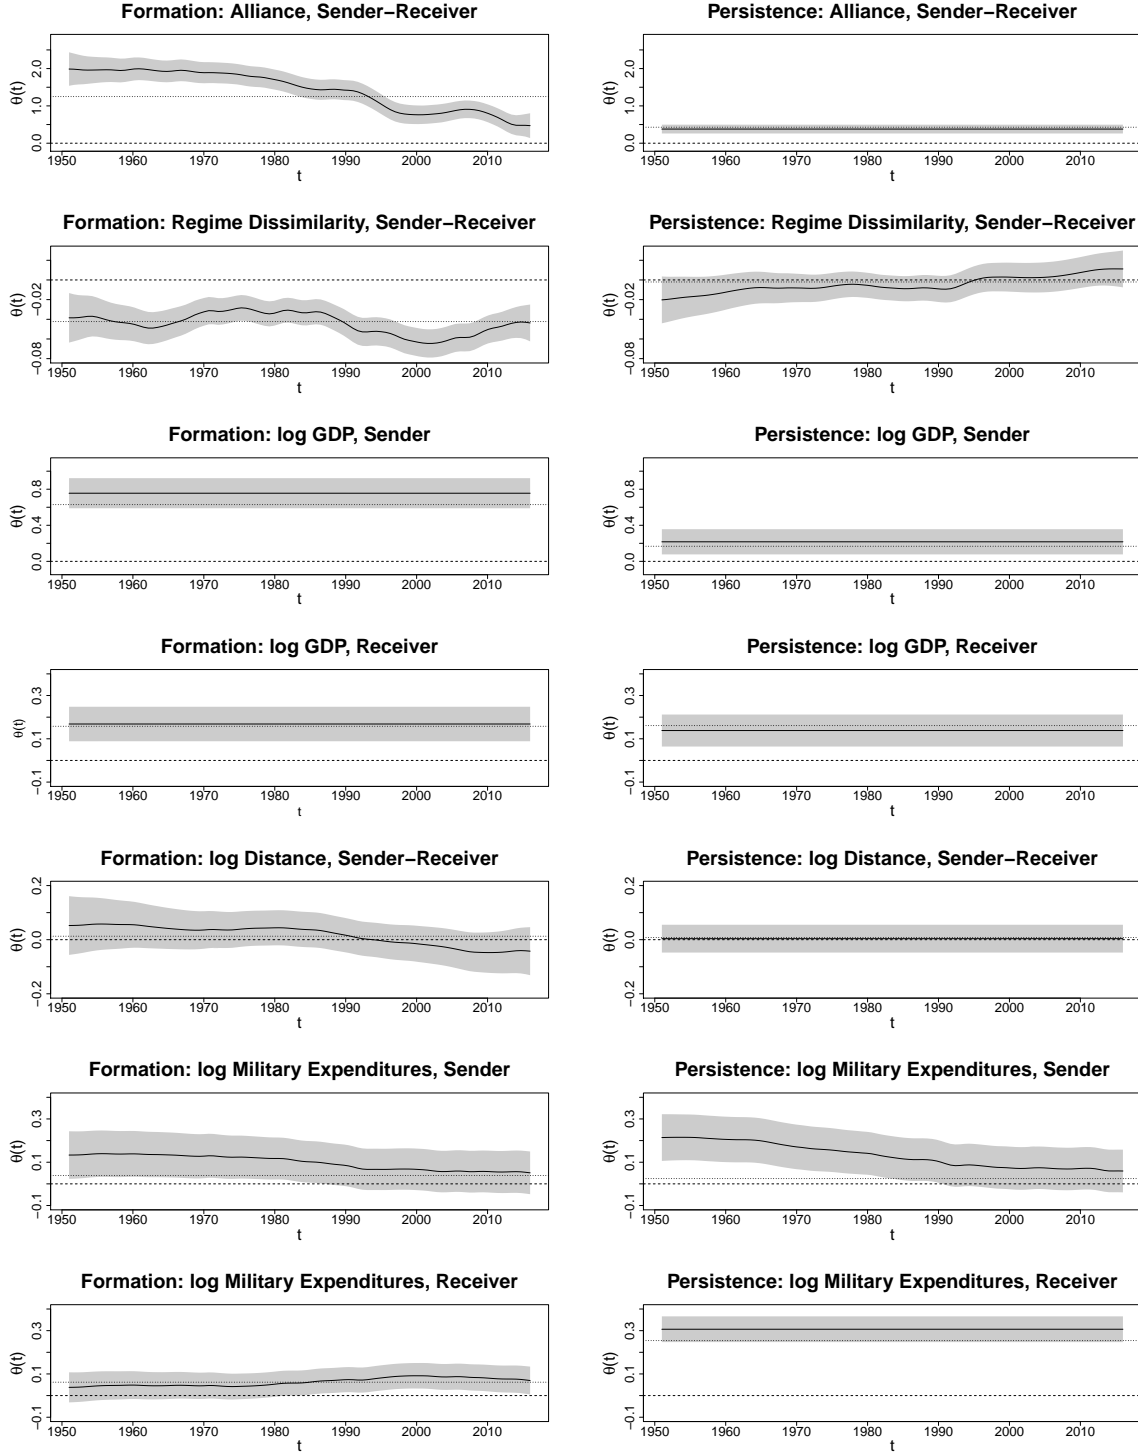 Formation: Alliance, Sender−Receiver
θ(t)
0.0 1.0 2.0
1950 1960 1970 1980 1990 2000 2010
t
Persistence: Alliance, Sender−Receiver
θ(t)
0.0 1.0 2.0
1950 1960 1970 1980 1990 2000 2010
t
Formation: Regime Dissimilarity, Sender−Receiver
θ(t)
−0.08 −0.02
1950 1960 1970 1980 1990 2000 2010
t
Persistence: Regime Dissimilarity, Sender−Receiver
θ(t)
−0.08 −0.02
1950 1960 1970 1980 1990 2000 2010
t
Formation: log GDP, Sender
θ(t)
0.0 0.4 0.8
1950 1960 1970 1980 1990 2000 2010
t
Persistence: log GDP, Sender
θ(t)
0.0 0.4 0.8
1950 1960 1970 1980 1990 2000 2010
t
Formation: log GDP, Receiver
θ(t)
−0.1 0.1 0.3
1950 1960 1970 1980 1990 2000 2010
t
Persistence: log GDP, Receiver
θ(t)
−0.1 0.1 0.3
1950 1960 1970 1980 1990 2000 2010
t
Formation: log Distance, Sender−Receiver
θ(t)
−0.2 0.0 0.2
1950 1960 1970 1980 1990 2000 2010
t
Persistence: log Distance, Sender−Receiver
θ(t)
−0.2 0.0 0.2
1950 1960 1970 1980 1990 2000 2010
t
Formation: log Military Expenditures, Sender
θ(t)
−0.1 0.1 0.3
1950 1960 1970 1980 1990 2000 2010
t
Persistence: log Military Expenditures, Sender
θ(t)
−0.1 0.1 0.3
1950 1960 1970 1980 1990 2000 2010
t
Formation: log Military Expenditures, Receiver
θ(t)
−0.1 0.1 0.3
1950 1960 1970 1980 1990 2000 2010
t
Persistence: log Military Expenditures, Receiver
θ(t)
−0.1 0.1 0.3
1950 1960 1970 1980 1990 2000 2010
t